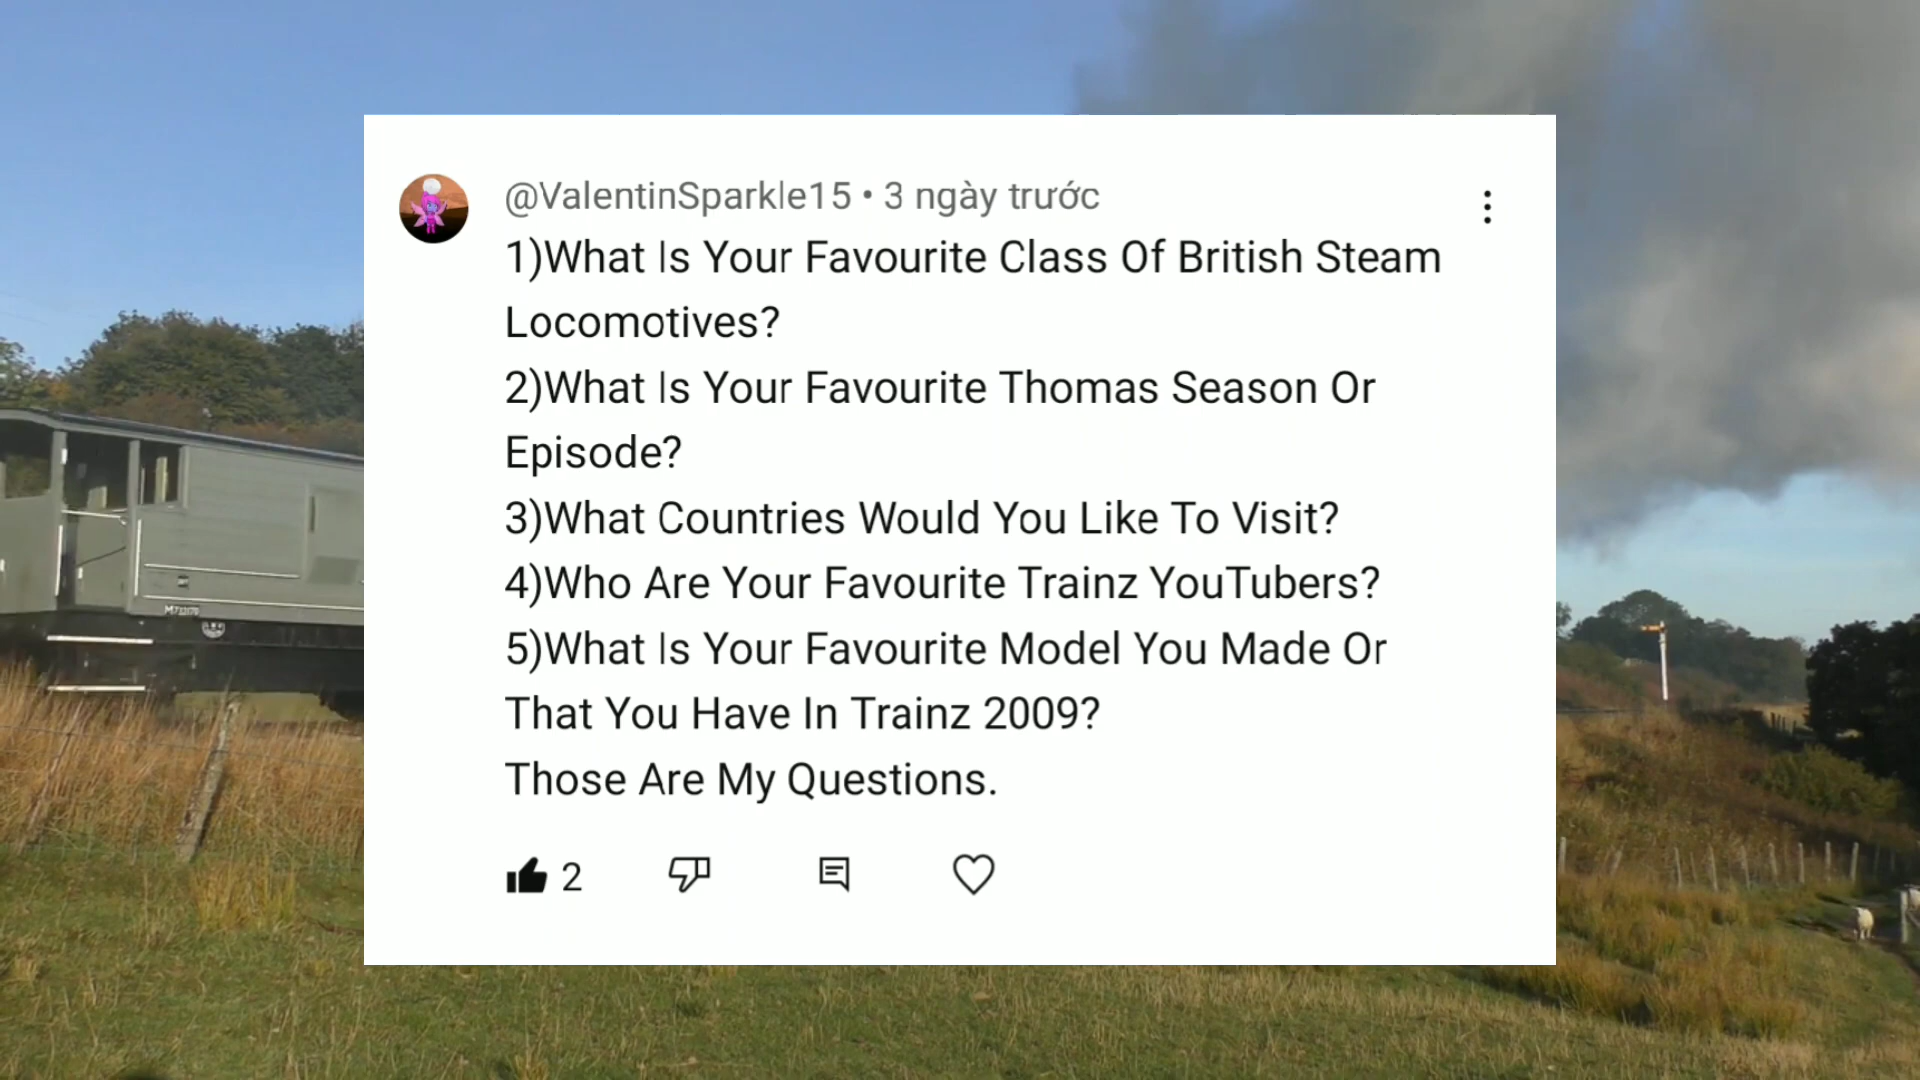 @ValentinSparkle15 • 3 ngày trước
1)What Is Your Favourite Class Of British Steam
Locomotives?
2)What Is Your Favourite Thomas Season Or
Episode?
3)What Countries Would You Like To Visit?
4)Who Are Your Favourite Trainz YouTubers?
5)What Is Your Favourite Model You Made Or
That You Have In Trainz 2009?
Those Are My Questions.
2